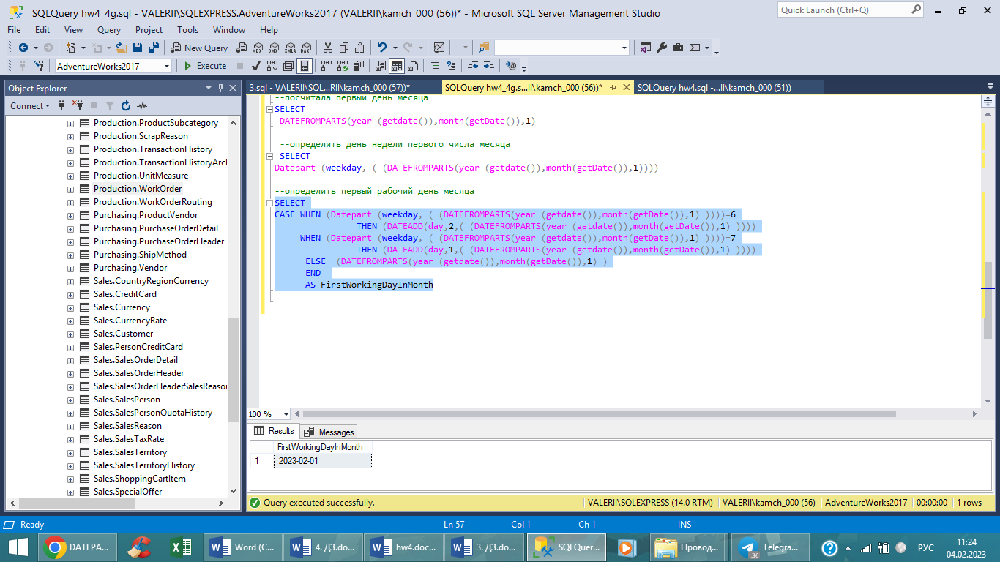 SQLQuery hw4_4g.sql - VALERII\SQLEXPRESS.AdventureWorks2017 (VALERII\kamch_000 (56))* - Microsoft SQL Server Management Studio
Quick Launch (Ctrl+Q)
File Edit View Query Project Tools Window Help
New Query
MDX DMX XMLA DAX
AdventureWorks2017
Execute
Object Explorer
Connect
Production.ProductSubcategory
Production.ScrapReason
Production.TransactionHistory
Production.TransactionHistoryArcl
Production.UnitMeasure
Production.WorkOrder
Production.WorkOrderRouting
Purchasing.ProductVendor
Purchasing.PurchaseOrderDetail
Purchasing.PurchaseOrderHeader
Purchasing.ShipMethod
Purchasing.Vendor
Sales.CountryRegionCurrency
Sales.CreditCard
Sales.Currency
Sales.CurrencyRate
Sales.Customer
Sales.PersonCreditCard
Sales.SalesOrderDetail
Sales.SalesOrderHeader
Sales.SalesOrderHeaderSalesReason
Sales.SalesPerson
Sales.SalesPersonQuotaHistory
Sales.SalesReason
Sales.SalesTaxRate
Sales.SalesTerritory
Sales.SalesTerritoryHistory
Sales.ShoppingCartItem
Sales.SpecialOffer
3.sql - VALERII\SQL...RII\kamch_000 (57))*
SQLQuery hw4_4g.s...II\kamch_000 (56))*
SQLQuery hw4.sql -...II\kamch_000 (51))
--посчитала первый день месяца
SELECT
DATEFROMPARTS(year (getdate()),month(getDate()),1)
--определить день недели первого числа месяца
SELECT
Datepart (weekday, ( (DATEFROMPARTS(year (getdate()),month(getDate()),1))))
--определить первый рабочий день месяца
SELECT
CASE WHEN (Datepart (weekday, ( (DATEFROMPARTS(year (getdate()),month(getDate()),1) ))))=6
THEN (DATEADD(day,2,( (DATEFROMPARTS(year (getdate()),month(getDate()),1) ))))
WHEN (Datepart (weekday, ( (DATEFROMPARTS(year (getdate()),month(getDate()),1) ))))=7
THEN (DATEADD(day,1,( (DATEFROMPARTS(year (getdate()),month(getDate()),1) ))))
ELSE (DATEFROMPARTS(year (getdate()),month(getDate()),1) )
END
AS FirstWorkingDayInMonth
100 %
Results Messages
FirstWorkingDayInMonth
1 2023-02-01
Query executed successfully.
VALERII\SQLEXPRESS (14.0 RTM) VALERII\kamch_000 (56) AdventureWorks2017 00:00:00 1 rows
Ready Ln 57 Col 1 Ch 1 INS
DATEPA...
Word (С...
4. ДЗ.do...
hw4.doc...
3. ДЗ.do...
SQLQuer...
Провод...
Telegra...
.36
РУС
11:24
04.02.2023